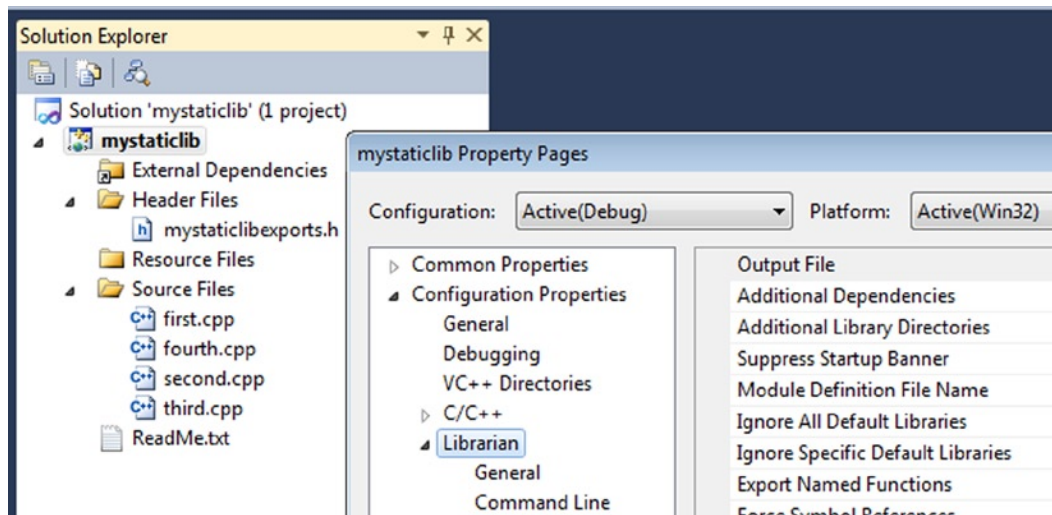 Solution Explorer
Solution 'mystaticlib' (1 project)
mystaticlib
External Dependencies
Header Files
mystaticlibexports.h
Resource Files
Source Files
first.cpp
fourth.cpp
second.cpp
third.cpp
ReadMe.txt
mystaticlib Property Pages
Configuration: Active(Debug) Platform: Active(Win32)
Common Properties
Configuration Properties
General
Debugging
VC++ Directories
C/C++
Librarian
General
Command Line
Output File
Additional Dependencies
Additional Library Directories
Suppress Startup Banner
Module Definition File Name
Ignore All Default Libraries
Ignore Specific Default Libraries
Export Named Functions
Force Symbol References